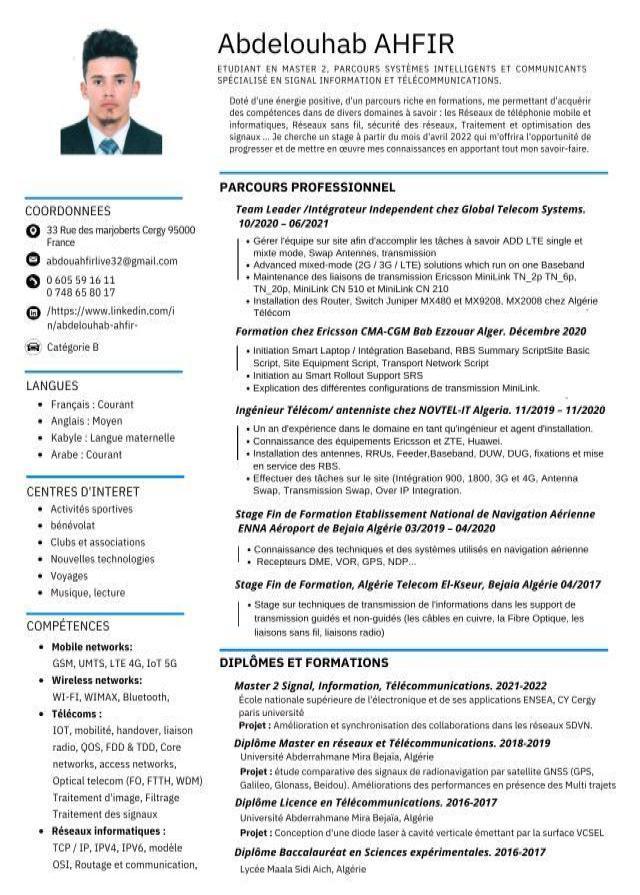 Abdelouhab AHFIR
ETUDIANT EN MASTER 2, PARCOURS SYSTÈMES INTELLIGENTS ET COMMUNICANTS
SPÉCIALISÉ EN SIGNAL INFORMATION ET TÉLÉCOMMUNICATIONS.
Doté d'une énergie positive, d'un parcours riche en formations, me permettant d'acquérir
des compétences dans de divers domaines à savoir : les Réseaux de téléphonie mobile et
informatiques, Réseaux sans fil, sécurité des réseaux, Traitement et optimisation des
signaux ... Je cherche un stage à partir du mois d'avril 2022 qui m'offrira l'opportunité de
progresser et de mettre en œuvre mes connaissances en apportant tout mon savoir-faire.
COORDONNEES
33 Rue des marjoberts Cergy 95000
France
abdouahfirlive32@gmail.com
0 605 59 16 11
0 748 65 80 17
/https://www.linkedin.com/i
n/abdelouhab-ahfir-
Catégorie B
LANGUES
• Français : Courant
• Anglais : Moyen
• Kabyle : Langue maternelle
• Arabe : Courant
CENTRES D'INTERET
• Activités sportives
• bénévolat
• Clubs et associations
• Nouvelles technologies
• Voyages
• Musique, lecture
COMPÉTENCES
• Mobile networks:
GSM, UMTS, LTE 4G, IoT 5G
• Wireless networks:
WI-FI, WIMAX, Bluetooth,
• Télécoms :
IOT, mobilité, handover, liaison
radio, QOS, FDD & TDD, Core
networks, access networks,
Optical telecom (FO, FTTH, WDM)
Traitement d'image, Filtrage
Traitement des signaux
• Réseaux informatiques :
TCP / IP, IPV4, IPV6, modèle
OSI, Routage et communication,
PARCOURS PROFESSIONNEL
Team Leader /Intégrateur Independent chez Global Telecom Systems.
10/2020 – 06/2021
• Gérer l'équipe sur site afin d'accomplir les tâches à savoir ADD LTE single et
mixte mode, Swap Antennes, transmission
• Advanced mixed-mode (2G / 3G / LTE) solutions which run on one Baseband
• Maintenance des liaisons de transmission Ericsson MiniLink TN_2p TN_6p,
TN_20p, MiniLink CN 510 et MiniLink CN 210
• Installation des Router, Switch Juniper MX480 et MX9208, MX2008 chez Algérie
Télécom
Formation chez Ericsson CMA-CGM Bab Ezzouar Alger. Décembre 2020
• Initiation Smart Laptop / Intégration Baseband, RBS Summary ScriptSite Basic
Script, Site Equipment Script, Transport Network Script
• Initiation au Smart Rollout Support SRS
• Explication des différentes configurations de transmission MiniLink.
Ingénieur Télécom/ antenniste chez NOVTEL-IT Algeria. 11/2019 – 11/2020
• Un an d'expérience dans le domaine en tant qu'ingénieur et agent d'installation.
• Connaissance des équipements Ericsson et ZTE, Huawei.
• Installation des antennes, RRUs, Feeder,Baseband, DUW, DUG, fixations et mise
en service des RBS.
• Effectuer des tâches sur le site (Intégration 900, 1800, 3G et 4G, Antenna
Swap, Transmission Swap, Over IP Integration.
Stage Fin de Formation Etablissement National de Navigation Aérienne
ENNA Aéroport de Bejaia Algérie 03/2019 – 04/2020
• Connaissance des techniques et des systèmes utilisés en navigation aérienne
• Recepteurs DME, VOR, GPS, NDP...
Stage Fin de Formation, Algérie Telecom El-Kseur, Bejaia Algérie 04/2017
• Stage sur techniques de transmission de l'informations dans les support de
transmission guidés et non-guidés (les câbles en cuivre, la Fibre Optique, les
liaisons sans fil, liaisons radio)
DIPLÔMES ET FORMATIONS
Master 2 Signal, Information, Télécommunications. 2021-2022
École nationale supérieure de l'électronique et de ses applications ENSEA, CY Cergy
paris université
Projet : Amélioration et synchronisation des collaborations dans les réseaux SDVN.
Diplôme Master en réseaux et Télécommunications. 2018-2019
Université Abderrahmane Mira Bejaïa, Algérie
Projet : étude comparative des signaux de radionavigation par satellite GNSS (GPS,
Galileo, Glonass, Beidou). Améliorations des performances en présence des Multi trajets
Diplôme Licence en Télécommunications. 2016-2017
Université Abderrahmane Mira Bejaïa, Algérie
Projet : Conception d'une diode laser à cavité verticale émettant par la surface VCSEL
Diplôme Baccalauréat en Sciences expérimentales. 2016-2017
Lycée Maala Sidi Aich, Algérie